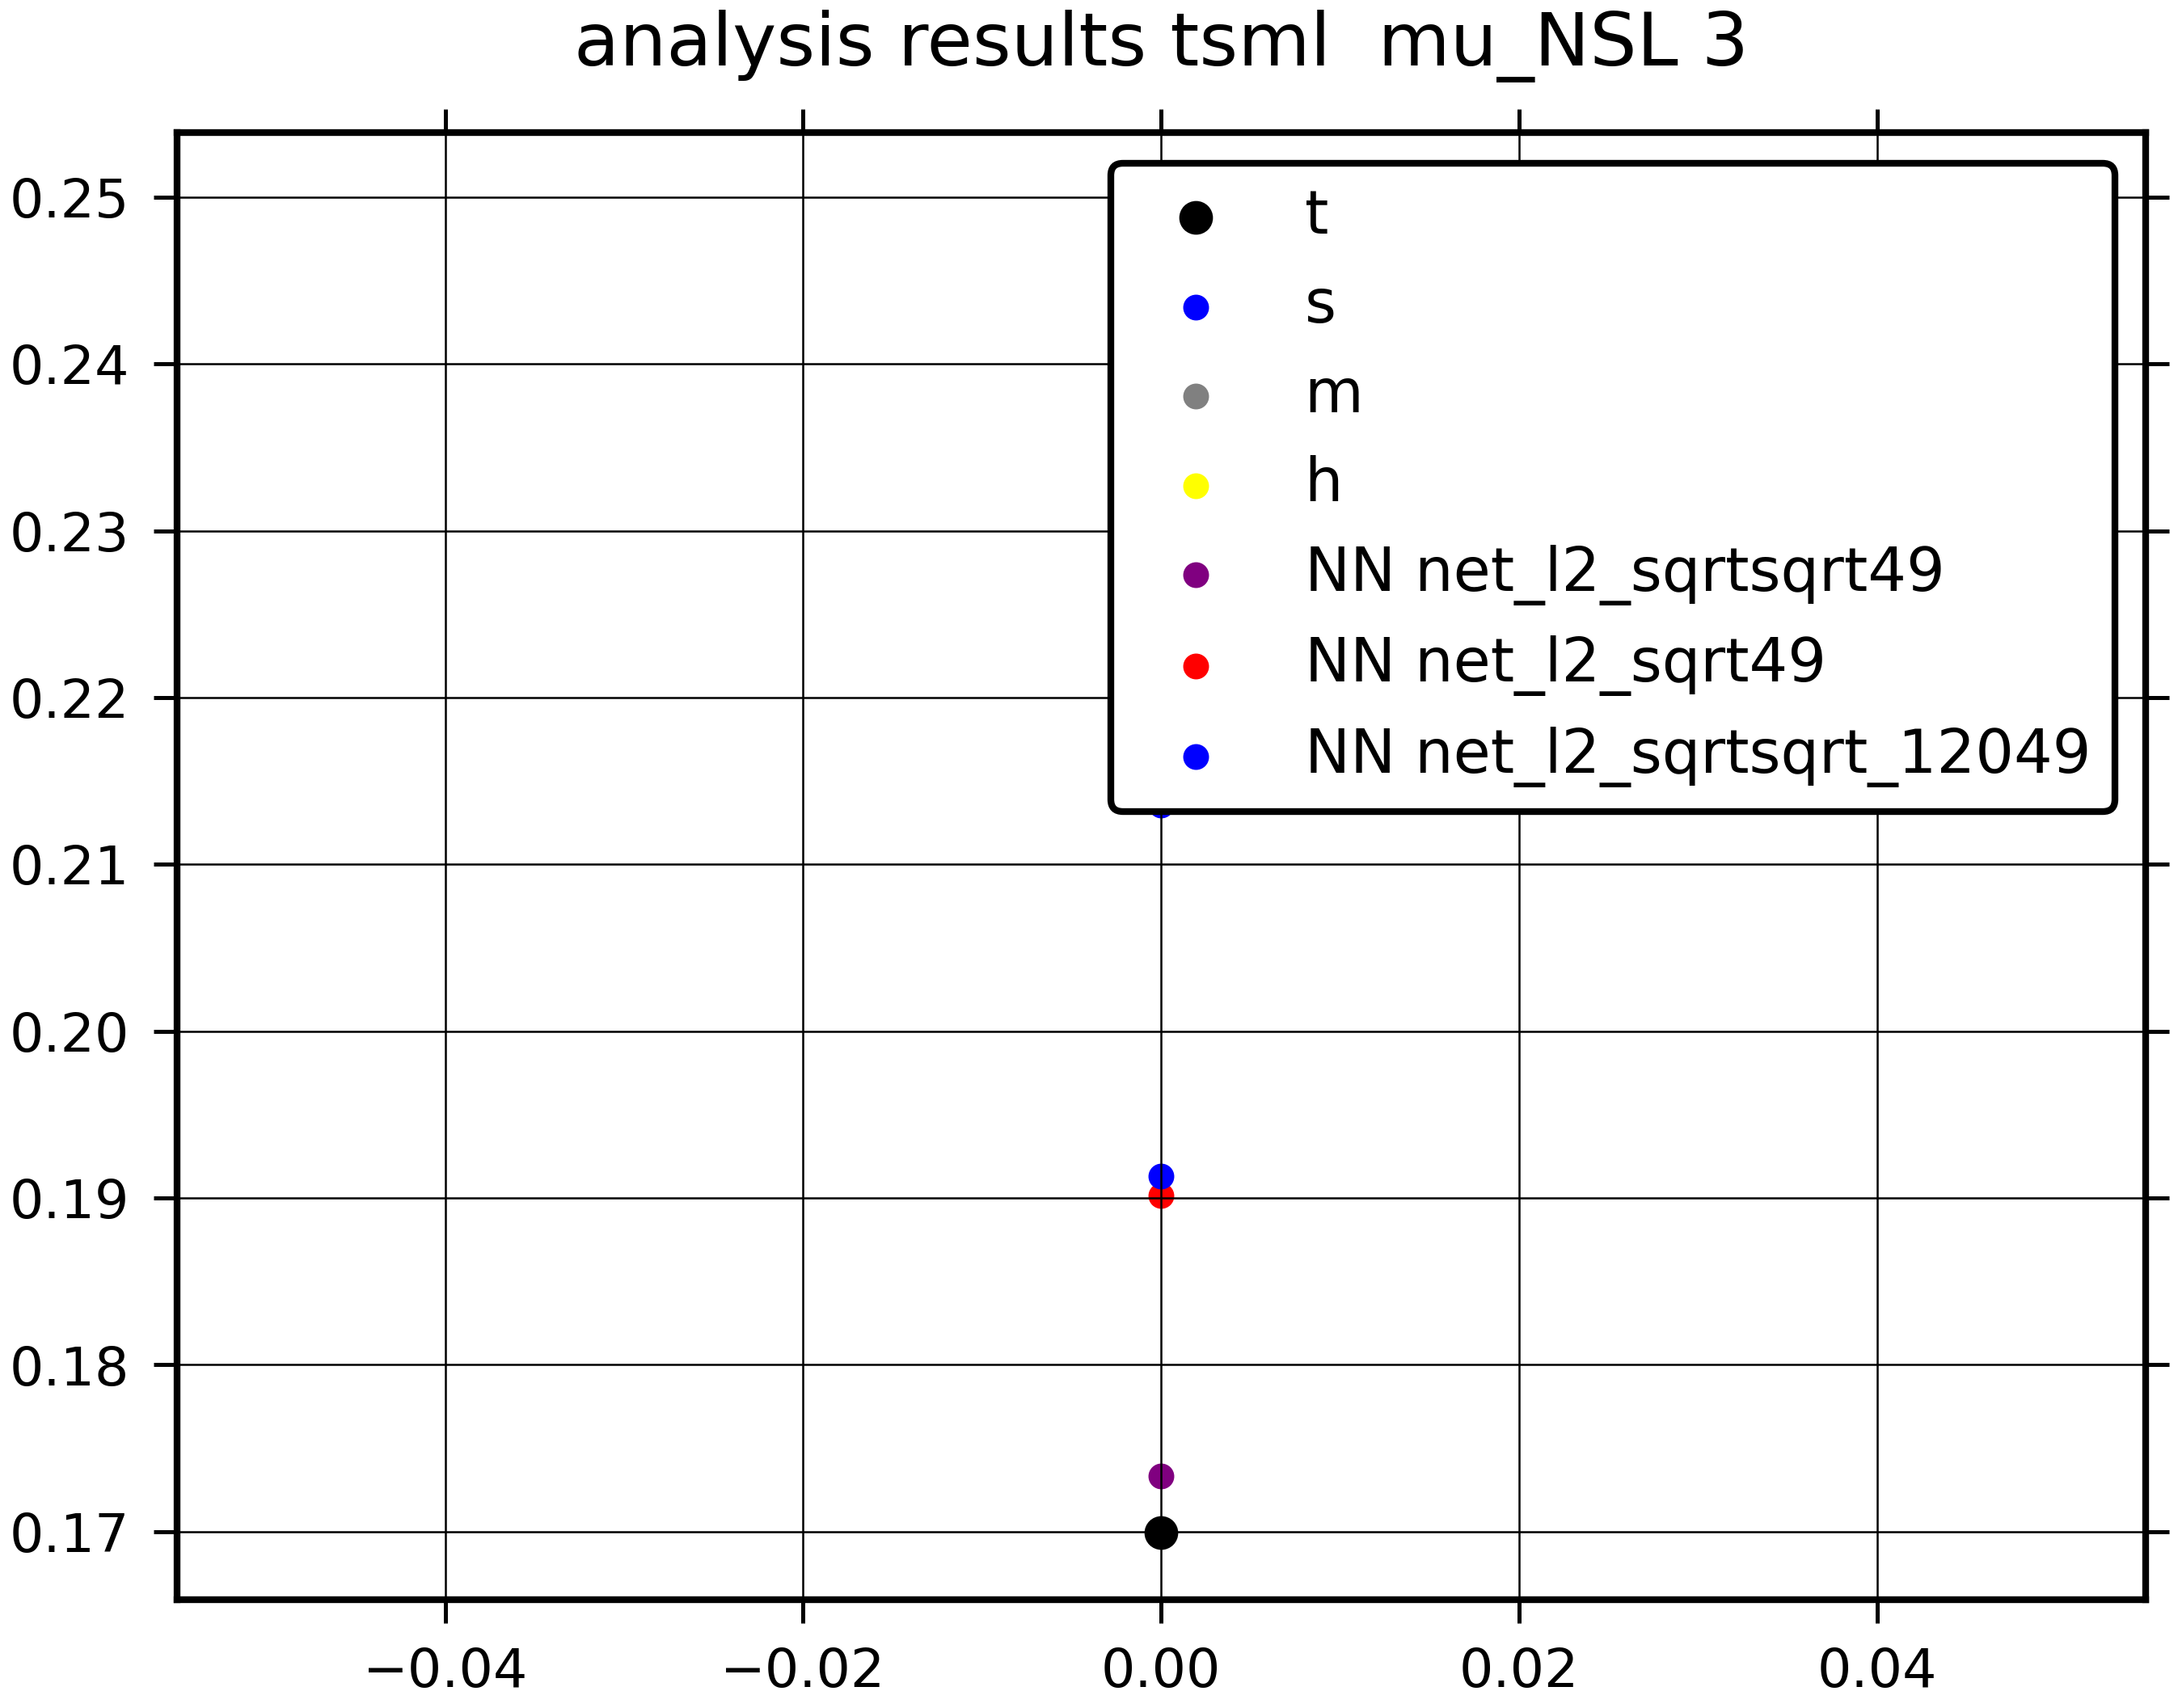 analysis results tsml  mu_NSL 3
0.25
0.24
0.23
0.22
0.21
0.20
0.19
0.18
0.17
t
s
m
h
NN net_l2_sqrtsqrt49
NN net_l2_sqrt49
NN net_l2_sqrtsqrt_12049
−0.04 −0.02 0.00 0.02 0.04